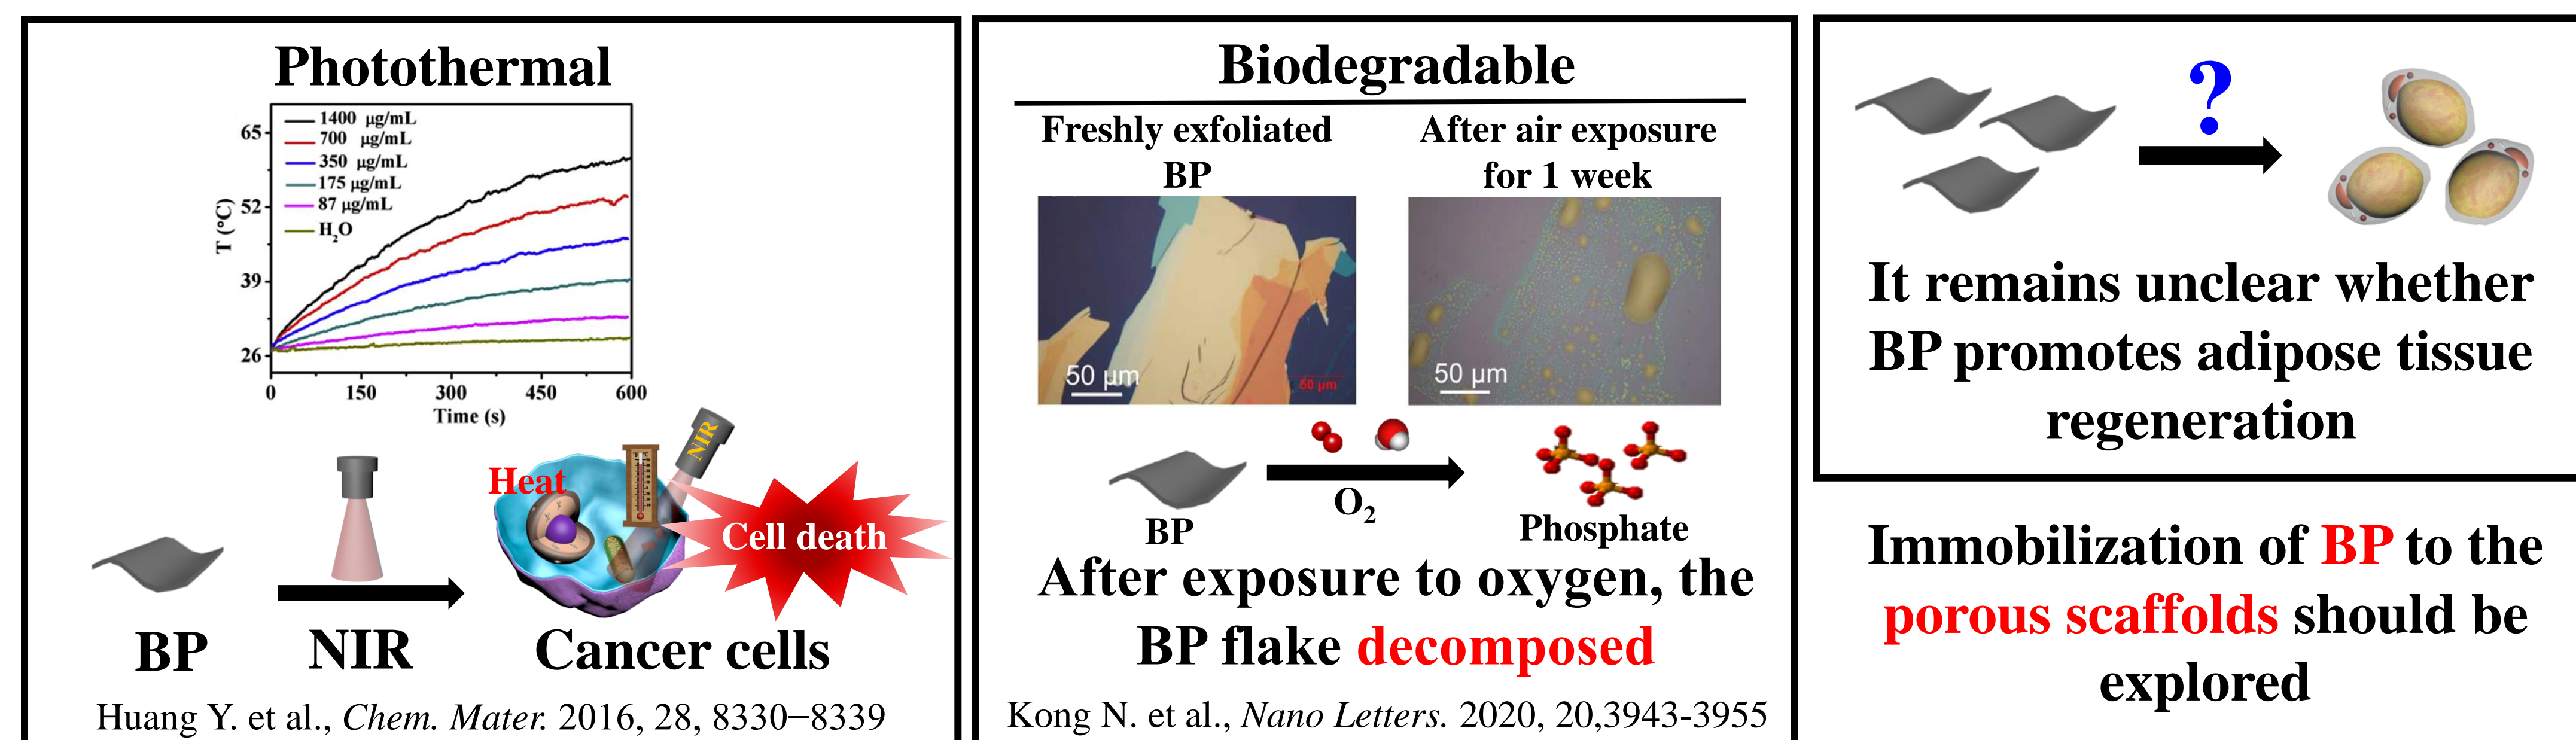 Photothermal
1400 μg/mL
700 μg/mL
350 μg/mL
175 μg/mL
87 μg/mL
H₂O
T (°C)
65
52
39
26
0 150 300 450 600
Time (s)
NIR
Heat
Cell death
BP NIR Cancer cells
Huang Y. et al., Chem. Mater. 2016, 28, 8330−8339
Biodegradable
Freshly exfoliated
BP
After air exposure
for 1 week
50 μm
50 μm
50 μm
O₂
BP
Phosphate
After exposure to oxygen, the
BP flake decomposed
Kong N. et al., Nano Letters. 2020, 20,3943-3955
?
It remains unclear whether
BP promotes adipose tissue
regeneration
Immobilization of BP to the
porous scaffolds should be
explored